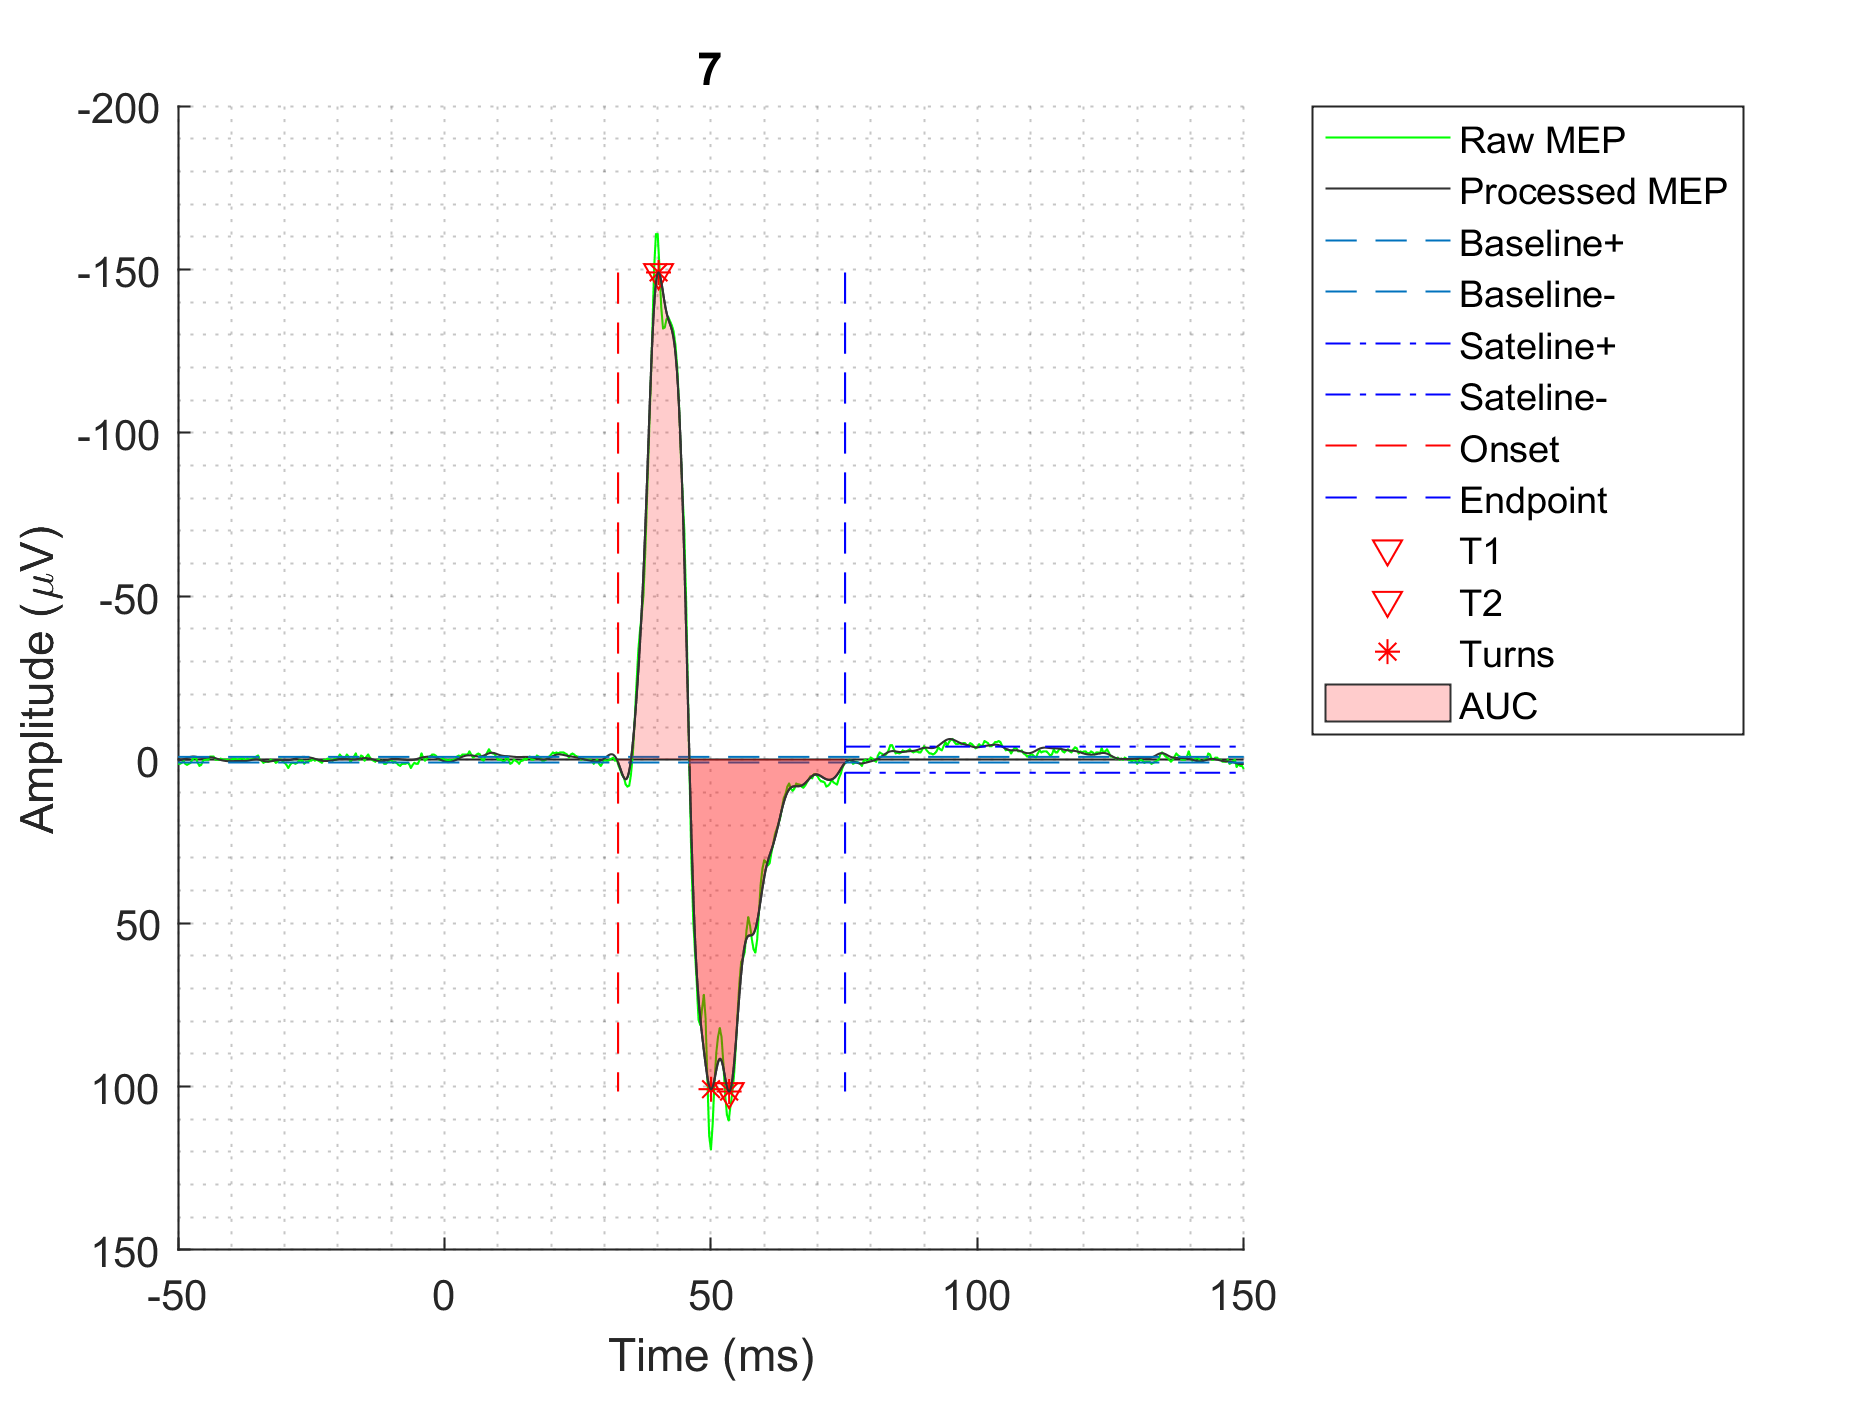 7
-200
-150
-100
-50
0
50
100
150
Amplitude (μV)
-50 0 50 100 150
Time (ms)
Raw MEP
Processed MEP
Baseline+
Baseline-
Sateline+
Sateline-
Onset
Endpoint
T1
T2
Turns
AUC